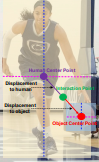 Human Center Point
Displacement
to human
Interaction Point
Displacement
to object
Object Center Point